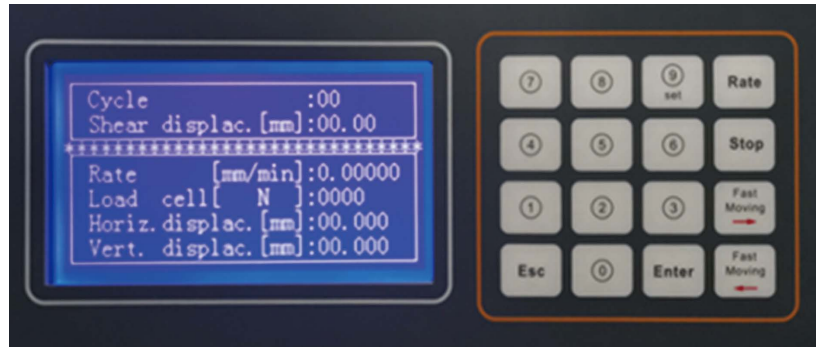 Cycle :00
Shear displac.[mm]:00.00
**********************************
Rate [mm/min]:0.00000
Load cell[ N ]:0000
Horiz.displac.[mm]:00.000
Vert. displac.[mm]:00.000
7 8 9 set Rate
4 5 6 Stop
1 2 3 Fast Moving
Esc 0 Enter Fast Moving